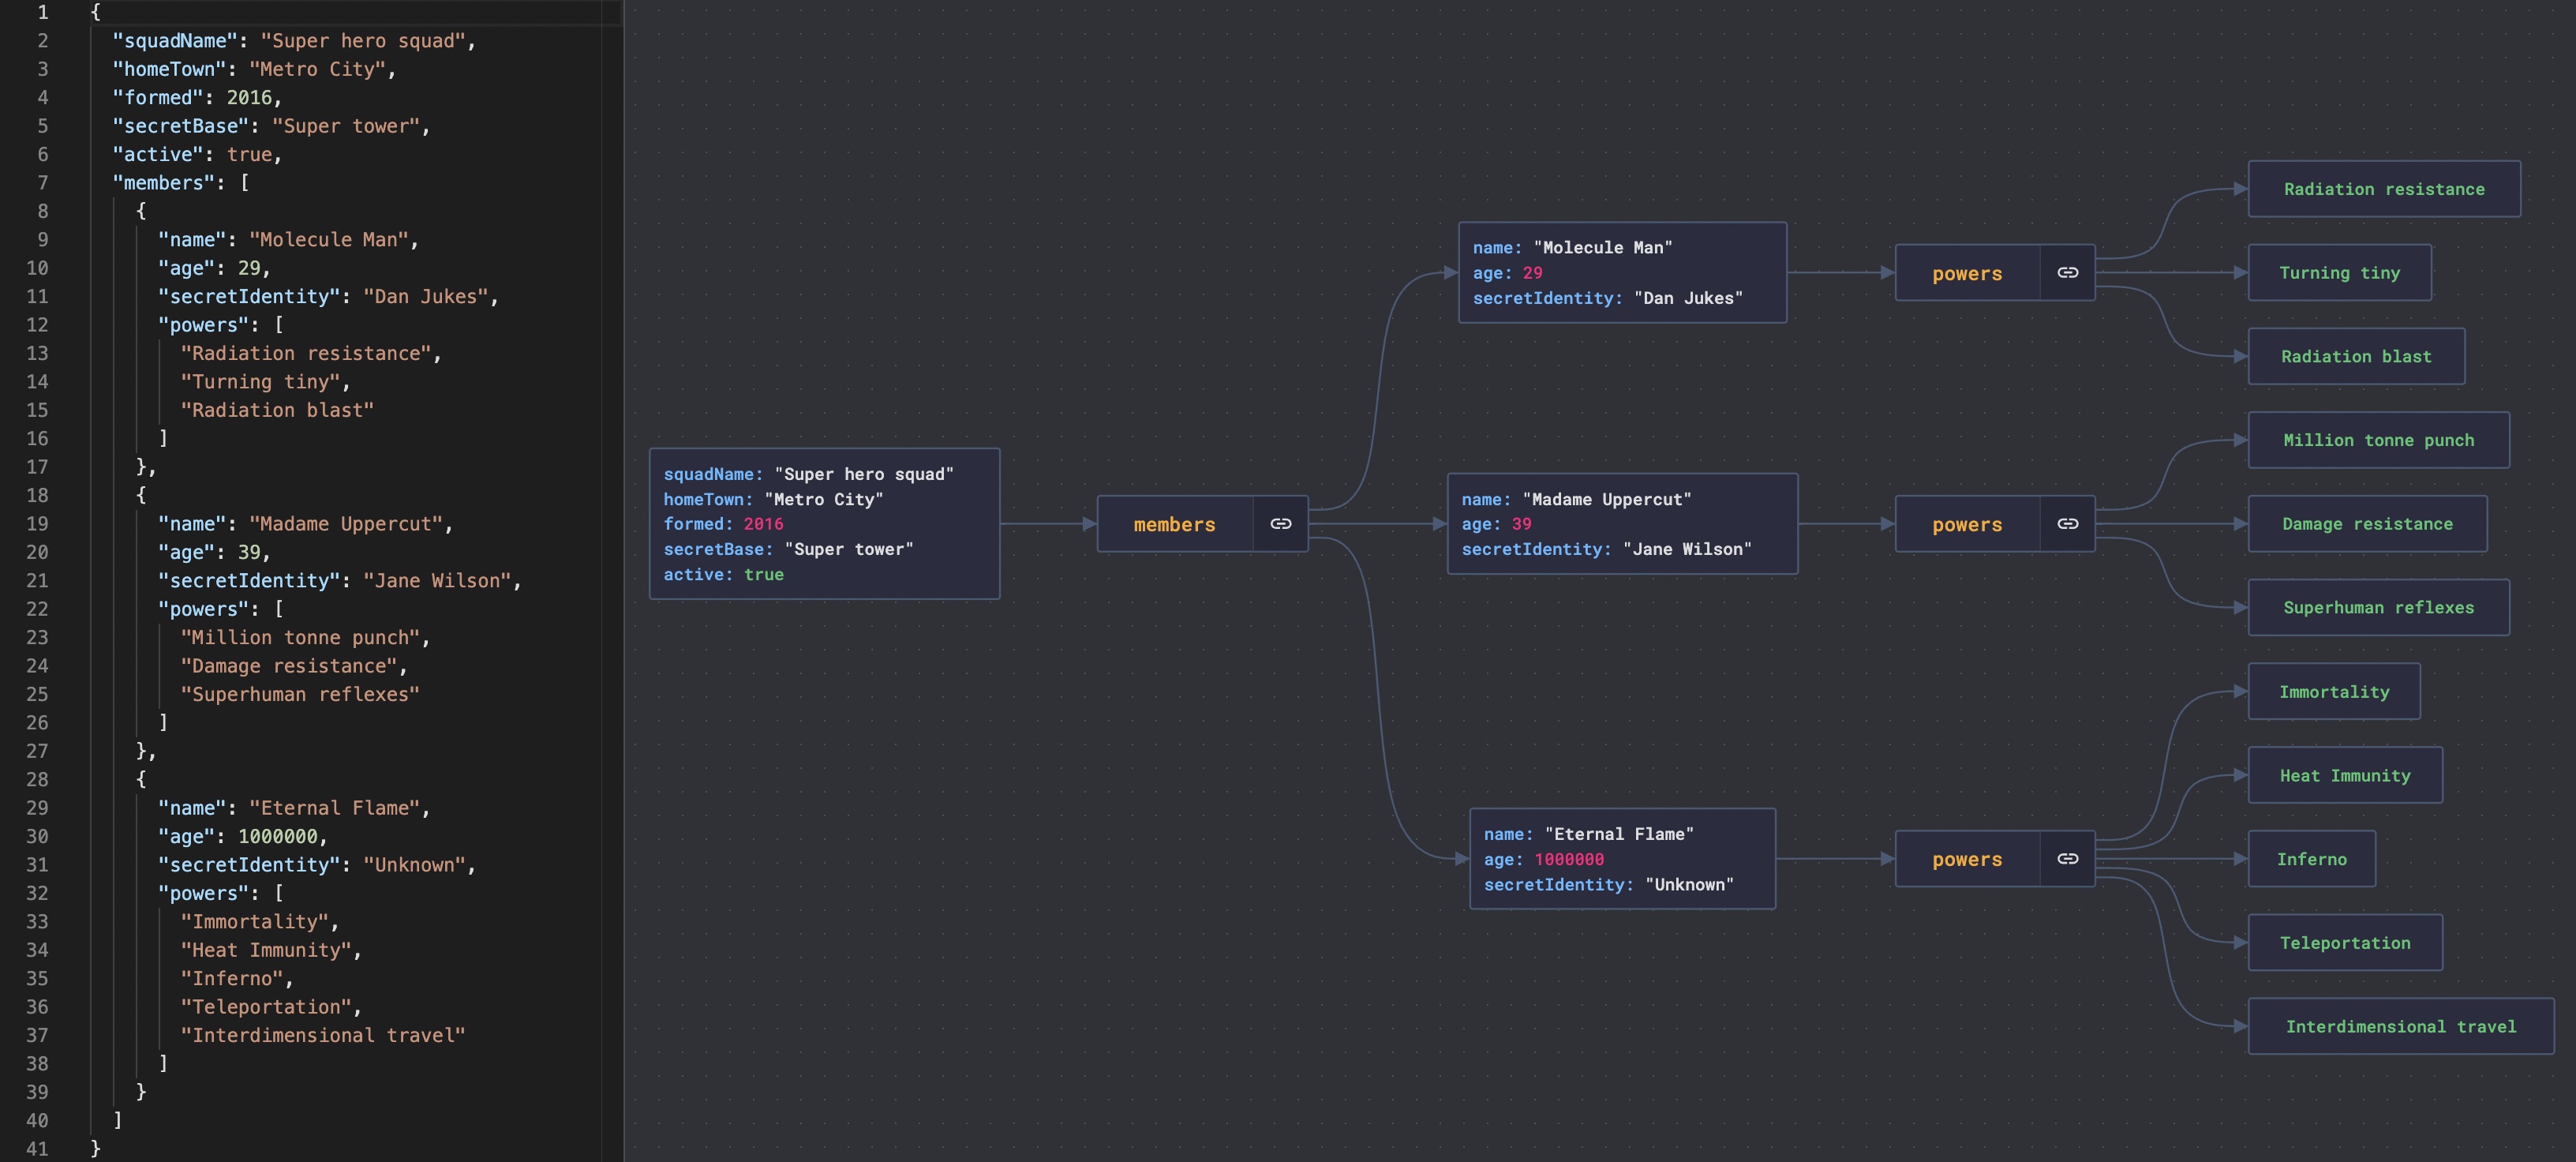 1 {
2 "squadName": "Super hero squad",
3 "homeTown": "Metro City",
4 "formed": 2016,
5 "secretBase": "Super tower",
6 "active": true,
7 "members": [
8 {
9 "name": "Molecule Man",
10 "age": 29,
11 "secretIdentity": "Dan Jukes",
12 "powers": [
13 "Radiation resistance",
14 "Turning tiny",
15 "Radiation blast"
16 ]
17 },
18 {
19 "name": "Madame Uppercut",
20 "age": 39,
21 "secretIdentity": "Jane Wilson",
22 "powers": [
23 "Million tonne punch",
24 "Damage resistance",
25 "Superhuman reflexes"
26 ]
27 },
28 {
29 "name": "Eternal Flame",
30 "age": 1000000,
31 "secretIdentity": "Unknown",
32 "powers": [
33 "Immortality",
34 "Heat Immunity",
35 "Inferno",
36 "Teleportation",
37 "Interdimensional travel"
38 ]
39 }
40 ]
41 }
squadName: "Super hero squad"
homeTown: "Metro City"
formed: 2016
secretBase: "Super tower"
active: true
members
name: "Molecule Man"
age: 29
secretIdentity: "Dan Jukes"
powers
Radiation resistance
Turning tiny
Radiation blast
name: "Madame Uppercut"
age: 39
secretIdentity: "Jane Wilson"
powers
Million tonne punch
Damage resistance
Superhuman reflexes
name: "Eternal Flame"
age: 1000000
secretIdentity: "Unknown"
powers
Immortality
Heat Immunity
Inferno
Teleportation
Interdimensional travel